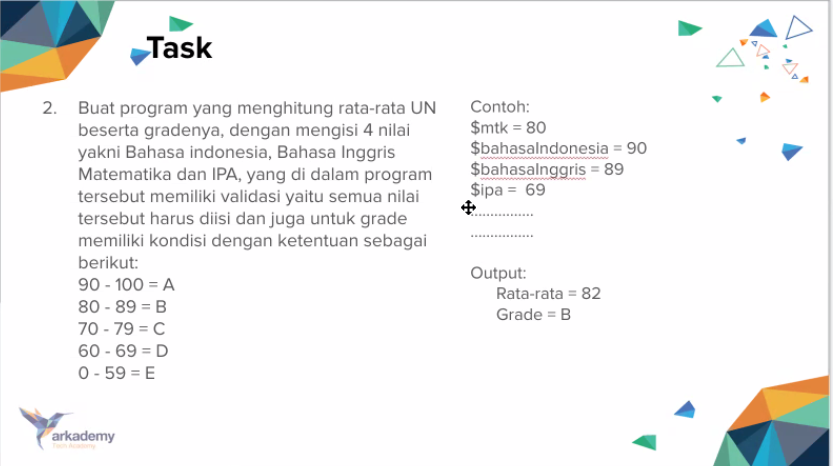 Task
2. Buat program yang menghitung rata-rata UN
beserta gradenya, dengan mengisi 4 nilai
yakni Bahasa indonesia, Bahasa Inggris
Matematika dan IPA, yang di dalam program
tersebut memiliki validasi yaitu semua nilai
tersebut harus diisi dan juga untuk grade
memiliki kondisi dengan ketentuan sebagai
berikut:
90 - 100 = A
80 - 89 = B
70 - 79 = C
60 - 69 = D
0 - 59 = E
Contoh:
$mtk = 80
$bahasaIndonesia = 90
$bahasaInggris = 89
$ipa =  69
................
................
Output:
Rata-rata = 82
Grade = B
arkademy
Tech Academy